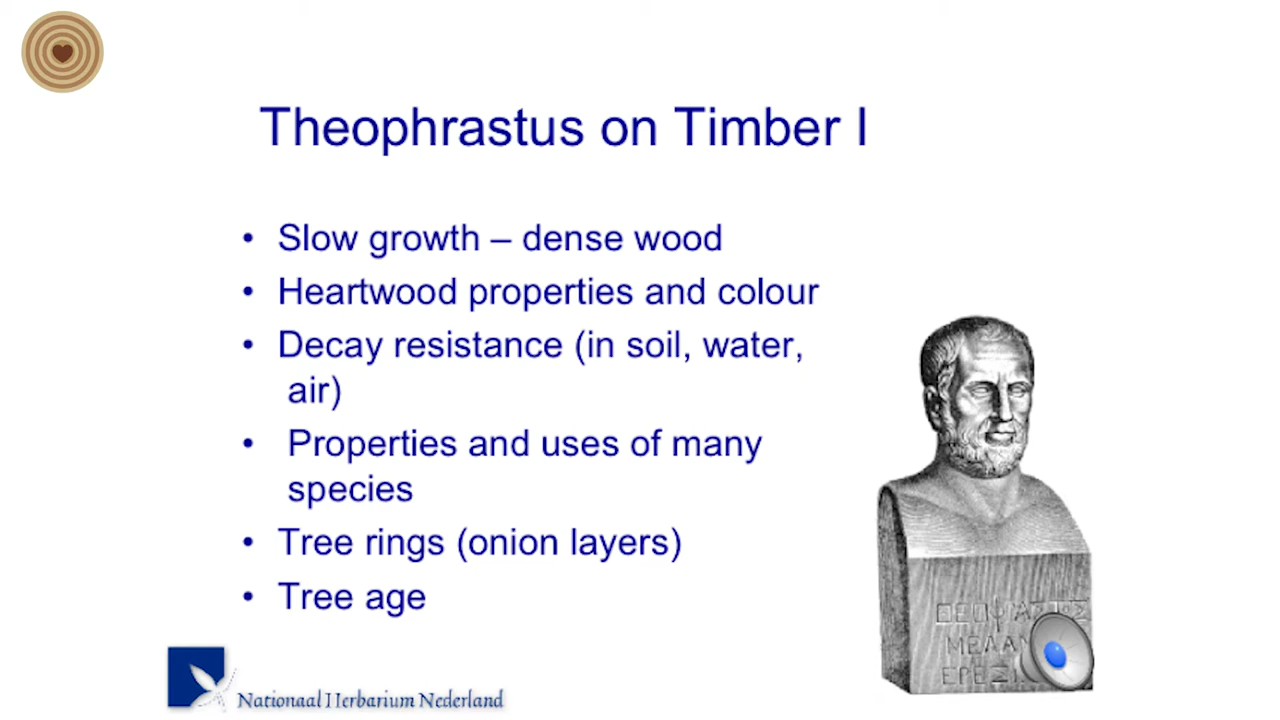 Theophrastus on Timber I
• Slow growth – dense wood
• Heartwood properties and colour
• Decay resistance (in soil, water,
air)
• Properties and uses of many
species
• Tree rings (onion layers)
• Tree age
Nationaal Herbarium Nederland